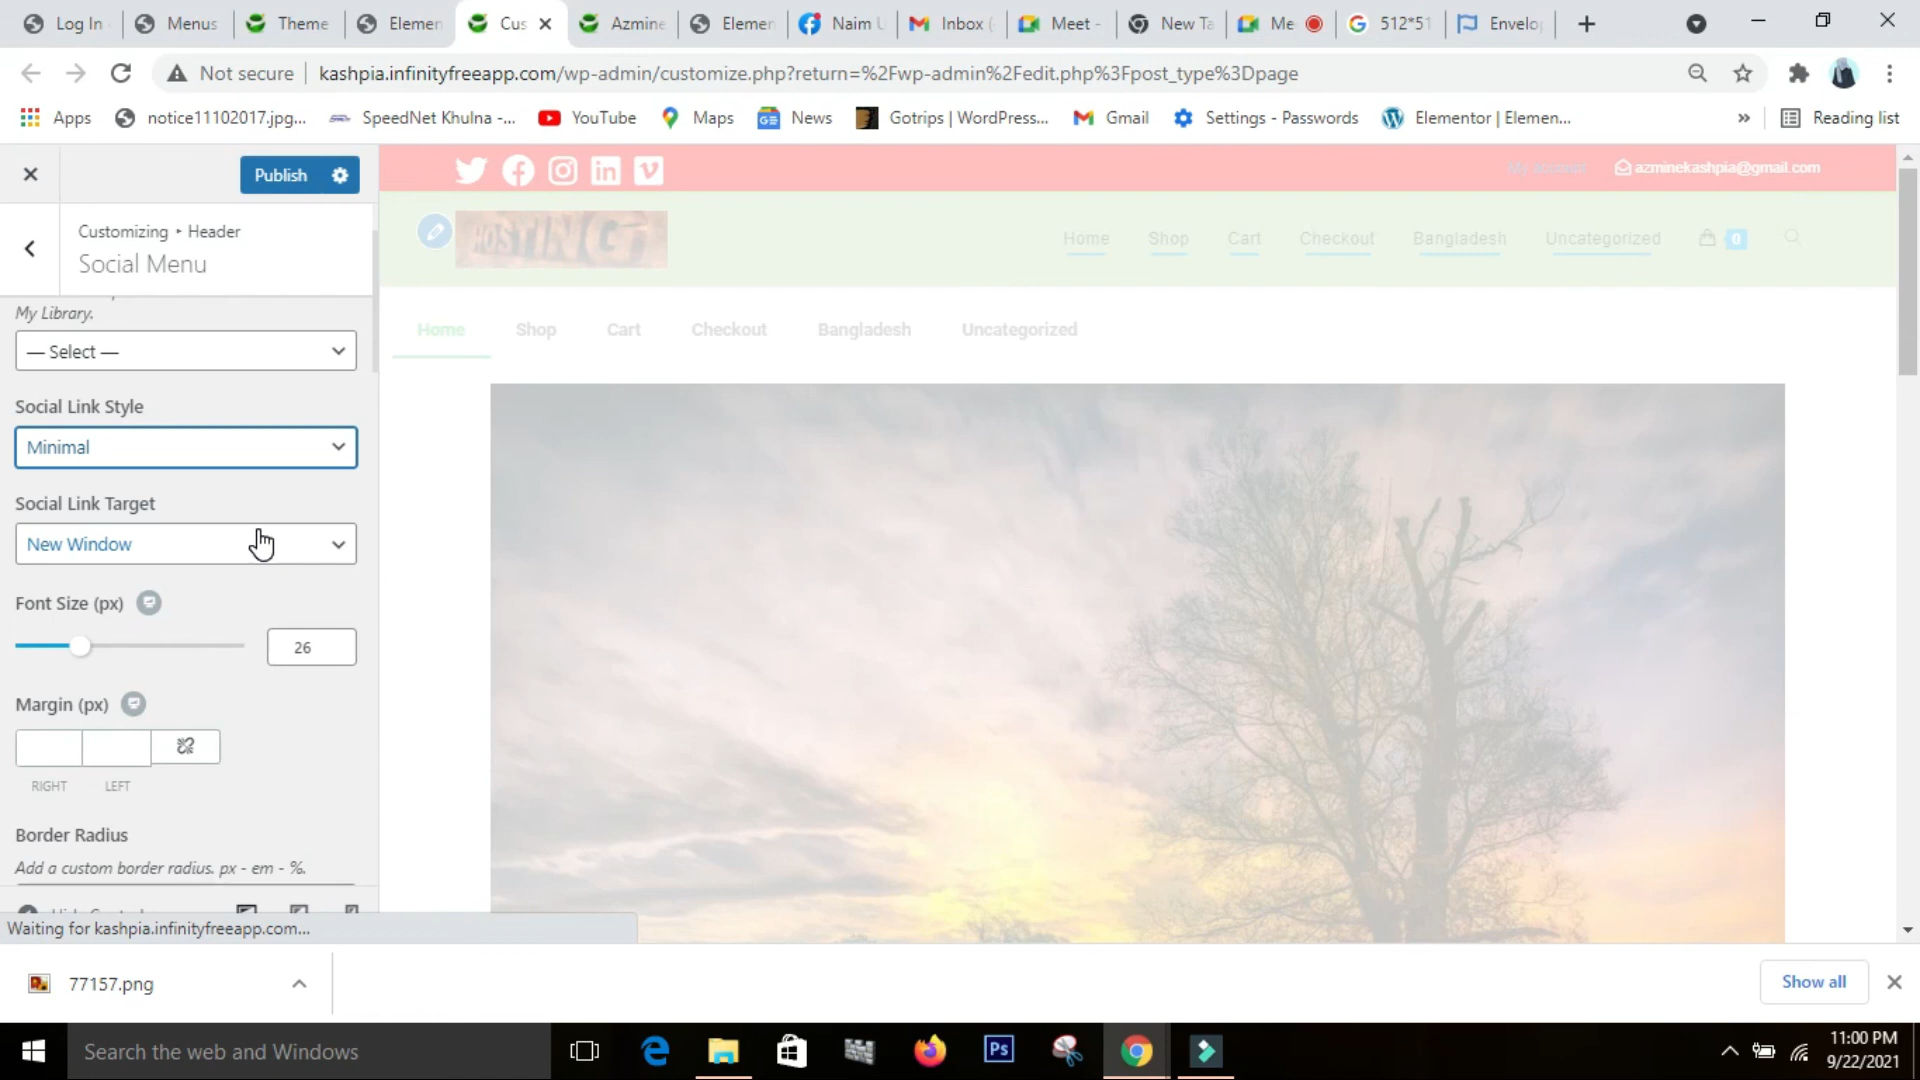 Log In
Menus
Theme
Elemen
Cus
Azmine
Elemen
Naim U
Inbox (
Meet -
New Ta
Me
512*51
Envelo
Not secure
kashpia.infinityfreeapp.com/wp-admin/customize.php?return=%2Fwp-admin%2Fedit.php%3Fpost_type%3Dpage
Apps
notice11102017.jpg...
SpeedNet Khulna -...
YouTube
Maps
News
Gotrips | WordPress...
Gmail
Settings - Passwords
Elementor | Elemen...
»
Reading list
Publish
My account
azminekashpia@gmail.com
Customizing ‣ Header
Social Menu
HOSTING
Home
Shop
Cart
Checkout
Bangladesh
Uncategorized
0
My Library.
— Select —
Home
Shop
Cart
Checkout
Bangladesh
Uncategorized
Social Link Style
Minimal
Social Link Target
New Window
Font Size (px)
26
Margin (px)
RIGHT
LEFT
Border Radius
Add a custom border radius. px - em - %.
Waiting for kashpia.infinityfreeapp.com...
77157.png
Show all
Search the web and Windows
Ps
11:00 PM
9/22/2021